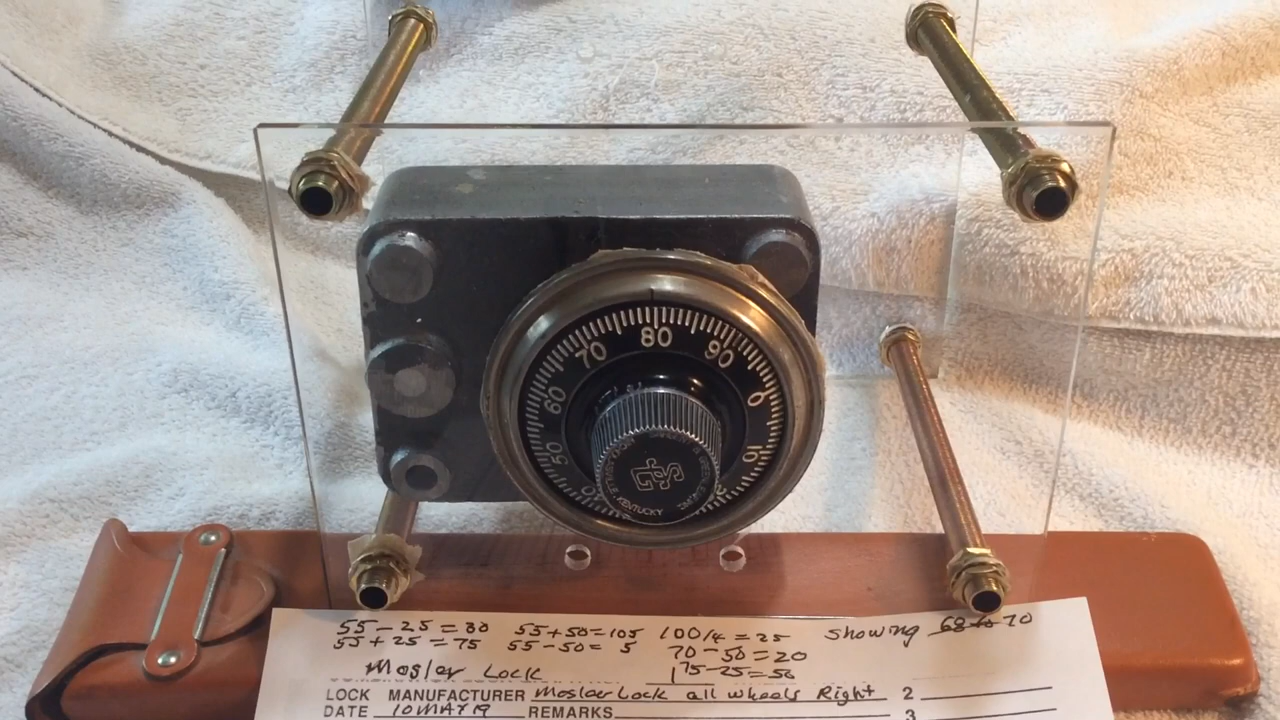 70 80 90 0 10
60
50
KENTUCKY
55 - 25 = 30 55+50=105 100/4 = 25 showing 68 to 70
55 + 25 = 75 55-50= 5 70-50=20
Mosler Lock 75-25=50
LOCK MANUFACTURER Mosler Lock all wheels Right 2
DATE 10MAY19 REMARKS 3